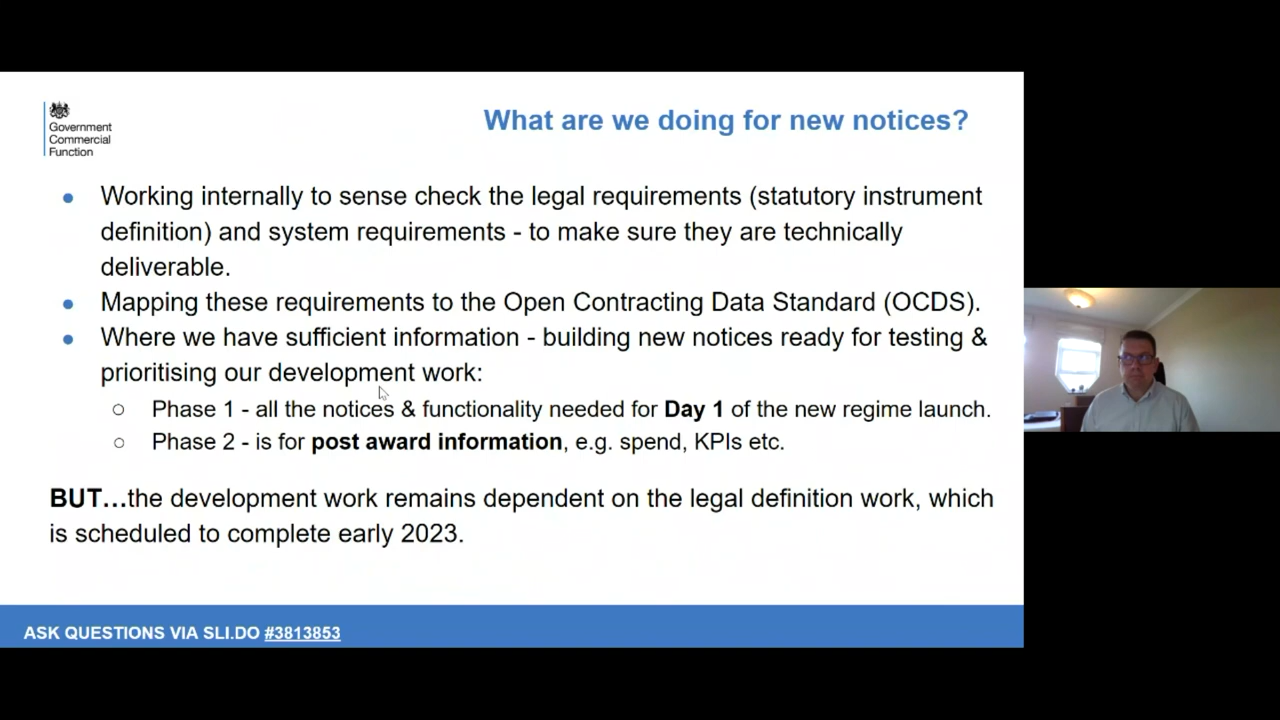 Government
Commercial
Function
What are we doing for new notices?
● Working internally to sense check the legal requirements (statutory instrument
definition) and system requirements - to make sure they are technically
deliverable.
● Mapping these requirements to the Open Contracting Data Standard (OCDS).
● Where we have sufficient information - building new notices ready for testing &
prioritising our development work:
○ Phase 1 - all the notices & functionality needed for Day 1 of the new regime launch.
○ Phase 2 - is for post award information, e.g. spend, KPIs etc.
BUT…the development work remains dependent on the legal definition work, which
is scheduled to complete early 2023.
ASK QUESTIONS VIA SLI.DO #3813853